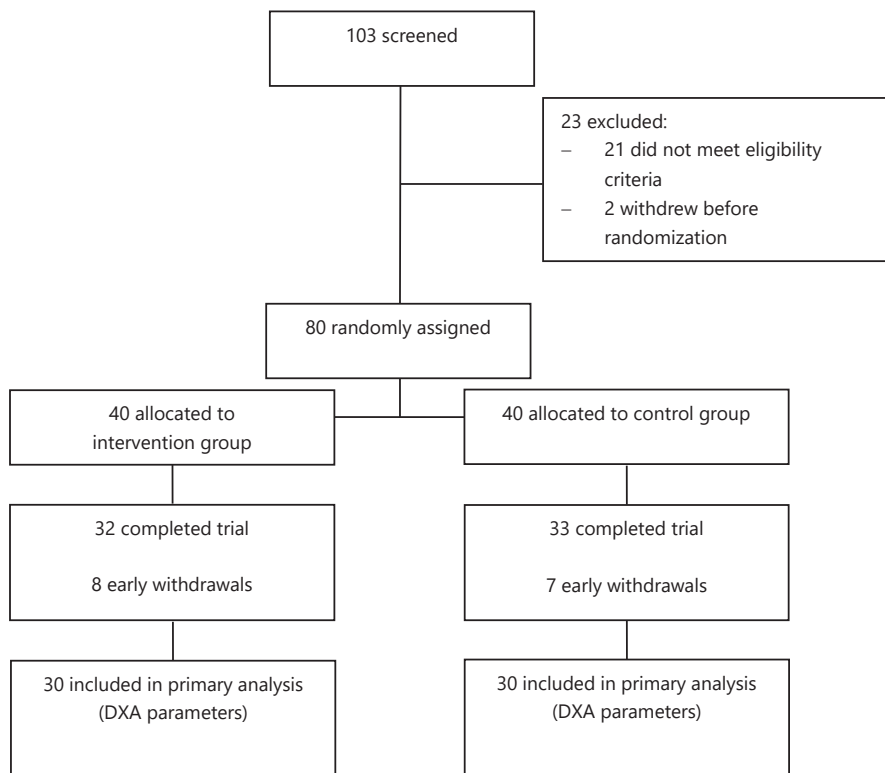 103 screened
23 excluded:
– 21 did not meet eligibility
criteria
– 2 withdrew before
randomization
80 randomly assigned
40 allocated to
intervention group
40 allocated to control group
32 completed trial
8 early withdrawals
33 completed trial
7 early withdrawals
30 included in primary analysis
(DXA parameters)
30 included in primary analysis
(DXA parameters)